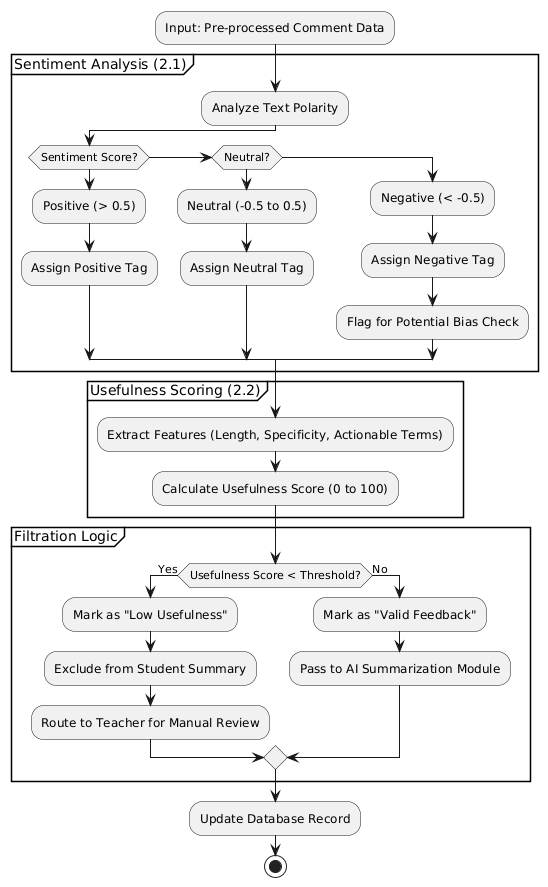 Input: Pre-processed Comment Data
Sentiment Analysis (2.1)
Analyze Text Polarity
Sentiment Score?
Neutral?
Positive (> 0.5)
Neutral (-0.5 to 0.5)
Negative (< -0.5)
Assign Positive Tag
Assign Neutral Tag
Assign Negative Tag
Flag for Potential Bias Check
Usefulness Scoring (2.2)
Extract Features (Length, Specificity, Actionable Terms)
Calculate Usefulness Score (0 to 100)
Filtration Logic
Yes
Usefulness Score < Threshold?
No
Mark as "Low Usefulness"
Mark as "Valid Feedback"
Exclude from Student Summary
Pass to AI Summarization Module
Route to Teacher for Manual Review
Update Database Record